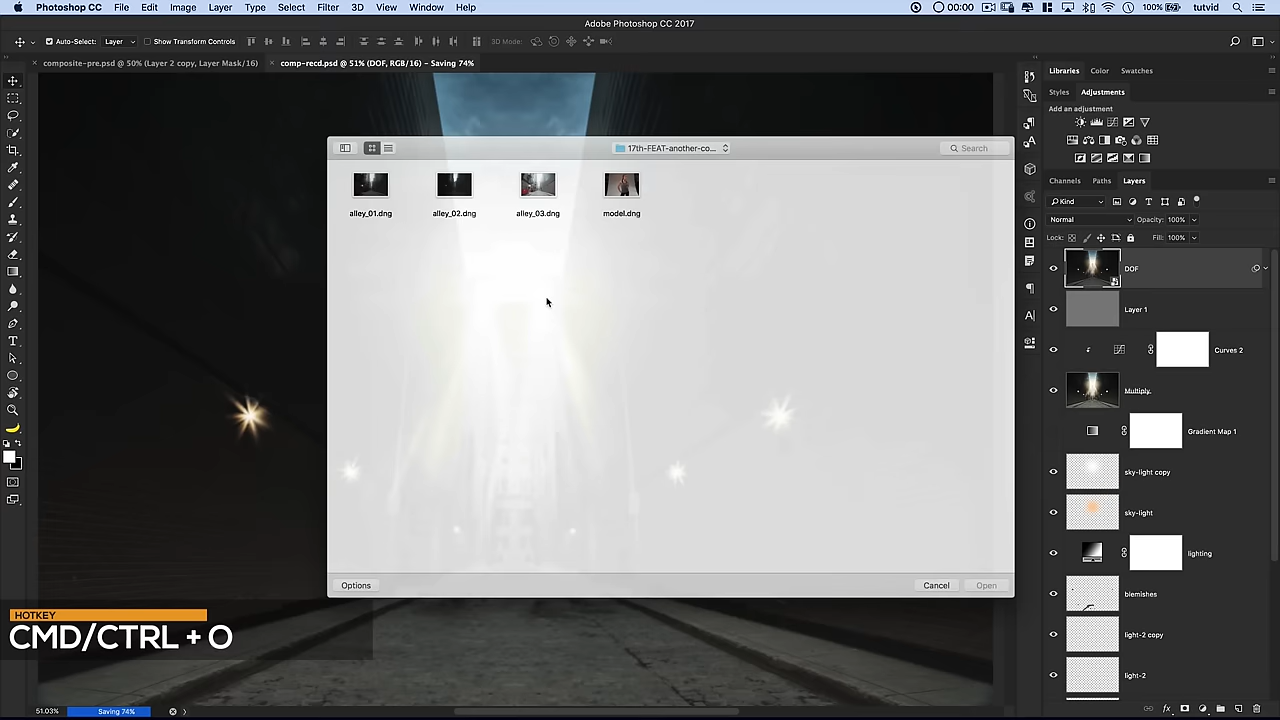 Photoshop CC File Edit Image Layer Type Select Filter 3D View Window Help 00:00 100% tutvid
Adobe Photoshop CC 2017
Auto-Select: Layer Show Transform Controls 3D Mode:
composite-pre.psd @ 50% (Layer 2 copy, Layer Mask/16) comp-recd.psd @ 51% (DOF, RGB/16) – Saving 74%
Libraries Color Swatches
Styles Adjustments
Add an adjustment
17th-FEAT-another-co... Search
alley_01.dng alley_02.dng alley_03.dng model.dng
Channels Paths Layers
Kind
Normal Opacity: 100%
Lock: Fill: 100%
DOF
Layer 1
Curves 2
Multiply.
Gradient Map 1
sky-light copy
sky-light
lighting
blemishes
light-2 copy
light-2
Options Cancel Open
HOTKEY
CMD/CTRL + O
51.03% Saving 74%